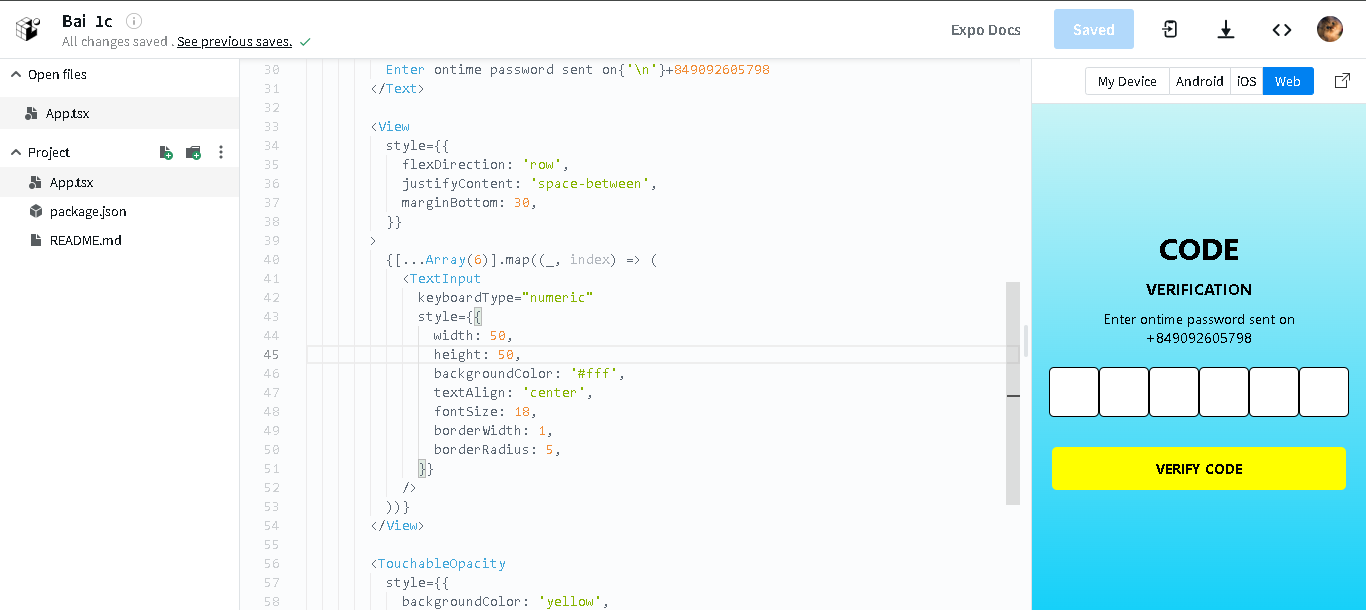 Bai 1c
All changes saved . See previous saves.
Expo Docs
Saved
Open files
App.tsx
Project
App.tsx
package.json
README.md
30 Enter ontime password sent on{'\n'}+849092605798
31 </Text>
32
33 <View
34 style={{
35 flexDirection: 'row',
36 justifyContent: 'space-between',
37 marginBottom: 30,
38 }}
39 >
40 {[...Array(6)].map((_, index) => (
41 <TextInput
42 keyboardType="numeric"
43 style={{
44 width: 50,
45 height: 50,
46 backgroundColor: '#fff',
47 textAlign: 'center',
48 fontSize: 18,
49 borderWidth: 1,
50 borderRadius: 5,
51 }}
52 />
53 ))}
54 </View>
55
56 <TouchableOpacity
57 style={{
58 backgroundColor: 'yellow',
My Device Android iOS Web
CODE
VERIFICATION
Enter ontime password sent on
+849092605798
VERIFY CODE